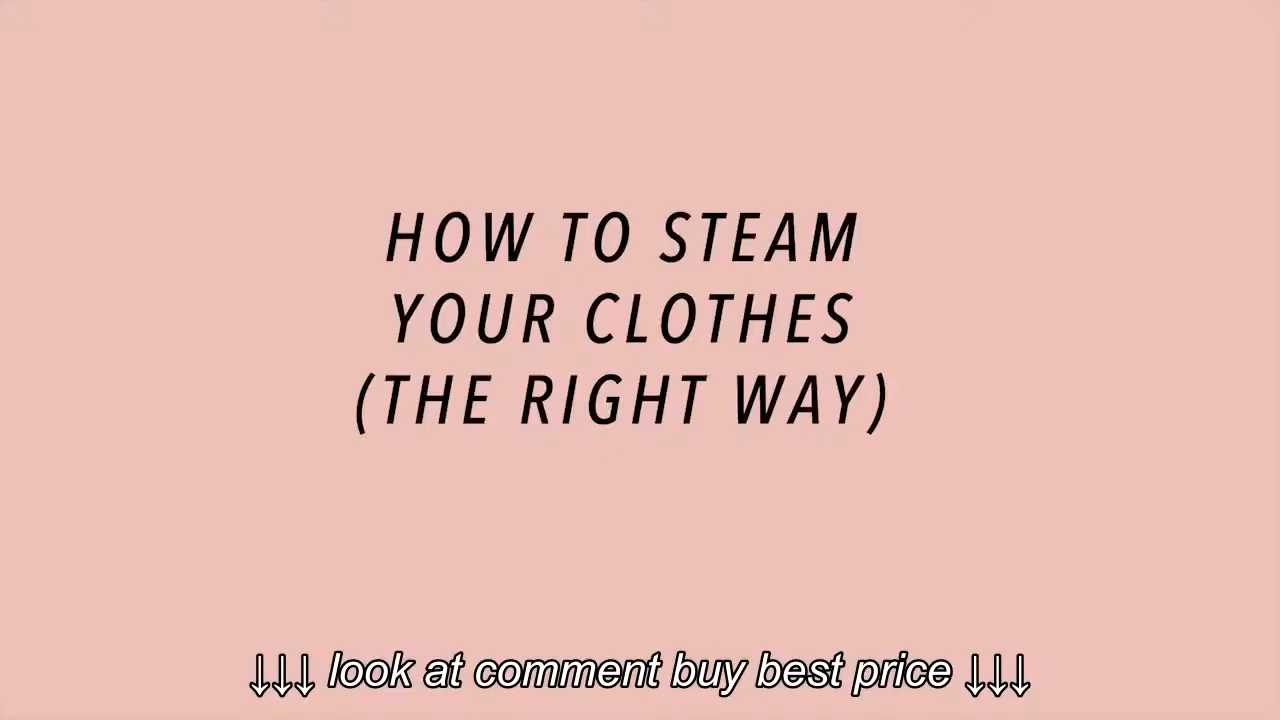 HOW TO STEAM
YOUR CLOTHES
(THE RIGHT WAY)
↓↓↓ look at comment buy best price ↓↓↓